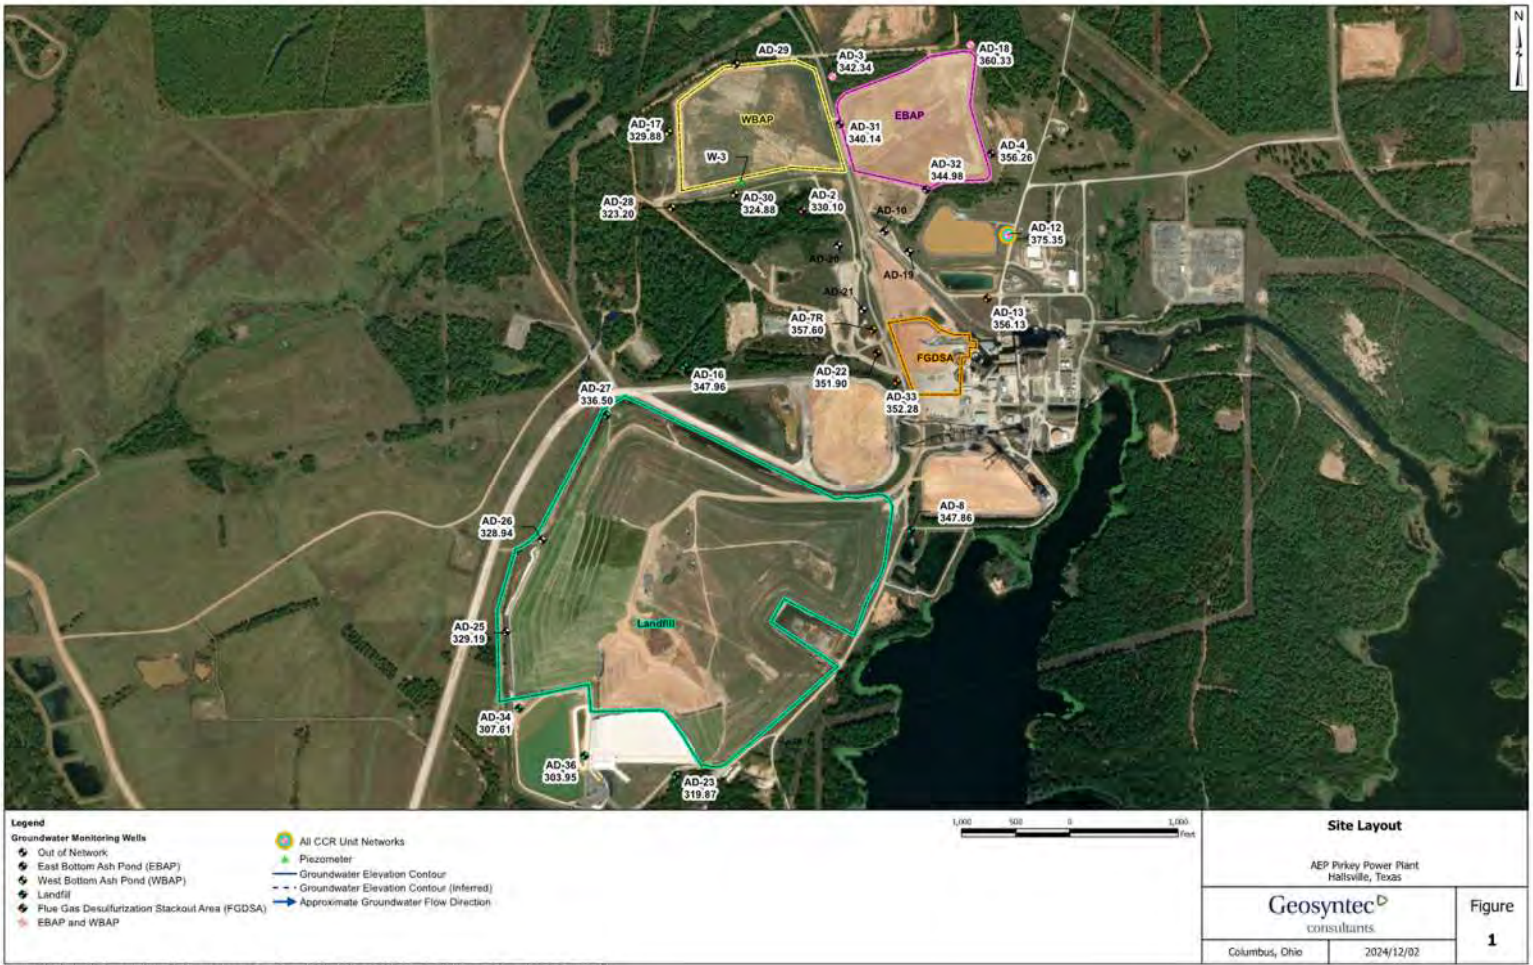 N
AD-29
AD-3
342.34
AD-18
360.33
AD-17
329.88
WBAP
AD-31
340.14
EBAP
W-3
AD-4
356.26
AD-32
344.98
AD-28
323.20
AD-30
324.88
AD-2
330.10
AD-10
AD-12
375.35
AD-20
AD-19
AD-21
AD-7R
357.60
AD-13
356.13
FGDSA
AD-22
351.90
AD-16
347.96
AD-27
336.50
AD-33
352.28
AD-26
328.94
AD-8
347.86
AD-25
329.19
Landfill
AD-34
307.61
AD-36
303.95
AD-23
319.87
Legend
Groundwater Monitoring Wells
Out of Network
East Bottom Ash Pond (EBAP)
West Bottom Ash Pond (WBAP)
Landfill
Flue Gas Desulfurization Stackout Area (FGDSA)
EBAP and WBAP
All CCR Unit Networks
Piezometer
Groundwater Elevation Contour
Groundwater Elevation Contour (Inferred)
Approximate Groundwater Flow Direction
1,000 500 0 1,000
Feet
Site Layout
AEP Pirkey Power Plant
Hallsville, Texas
Geosyntec
consultants
Figure
1
Columbus, Ohio
2024/12/02